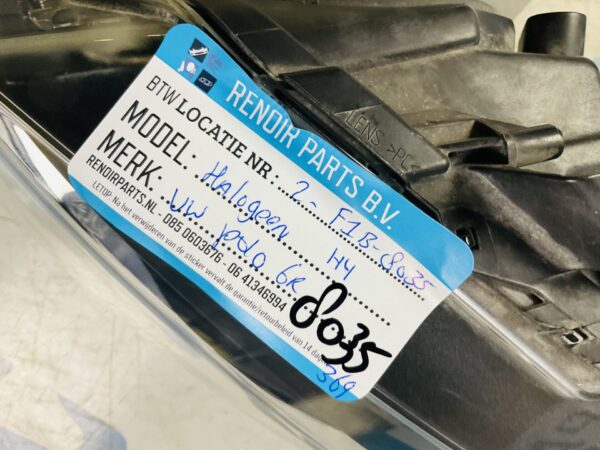 RENOIR PARTS B.V.
BTW LOCATIE NR. 2- F1B-8035
MODEL: Halogeen H4
MERK: VW polo 6R
RENOIRPARTS.NL - 085 0603676 - 06 41346994
LETOP: Na het verwijderen van de sticker vervalt de garantie/retourbeleid van 14 dagen
8035
369
LENS >PC<